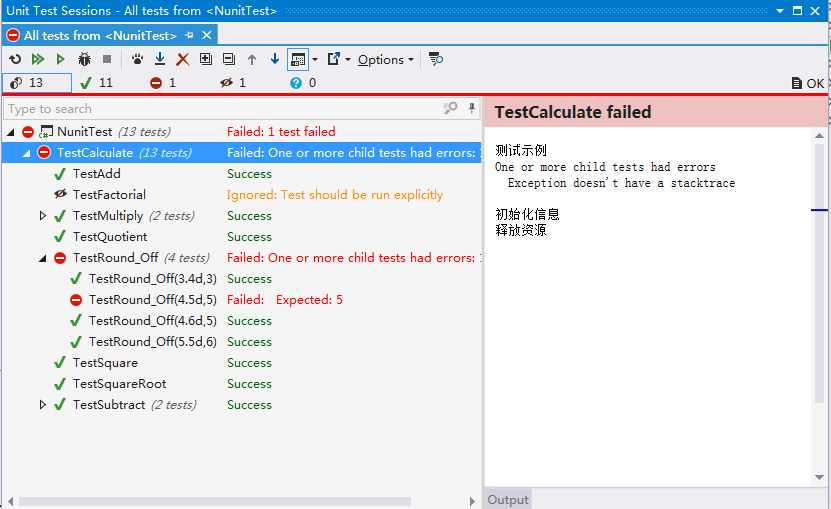 Unit Test Sessions - All tests from <NunitTest>
All tests from <NunitTest>
Options
13 11 1 1 0 OK
Type to search
NunitTest (13 tests) Failed: 1 test failed
TestCalculate (13 tests) Failed: One or more child tests had errors:
TestAdd Success
TestFactorial Ignored: Test should be run explicitly
TestMultiply (2 tests) Success
TestQuotient Success
TestRound_Off (4 tests) Failed: One or more child tests had errors:
TestRound_Off(3.4d,3) Success
TestRound_Off(4.5d,5) Failed: Expected: 5
TestRound_Off(4.6d,5) Success
TestRound_Off(5.5d,6) Success
TestSquare Success
TestSquareRoot Success
TestSubtract (2 tests) Success
TestCalculate failed
测试示例
One or more child tests had errors
Exception doesn't have a stacktrace
初始化信息
释放资源
Output